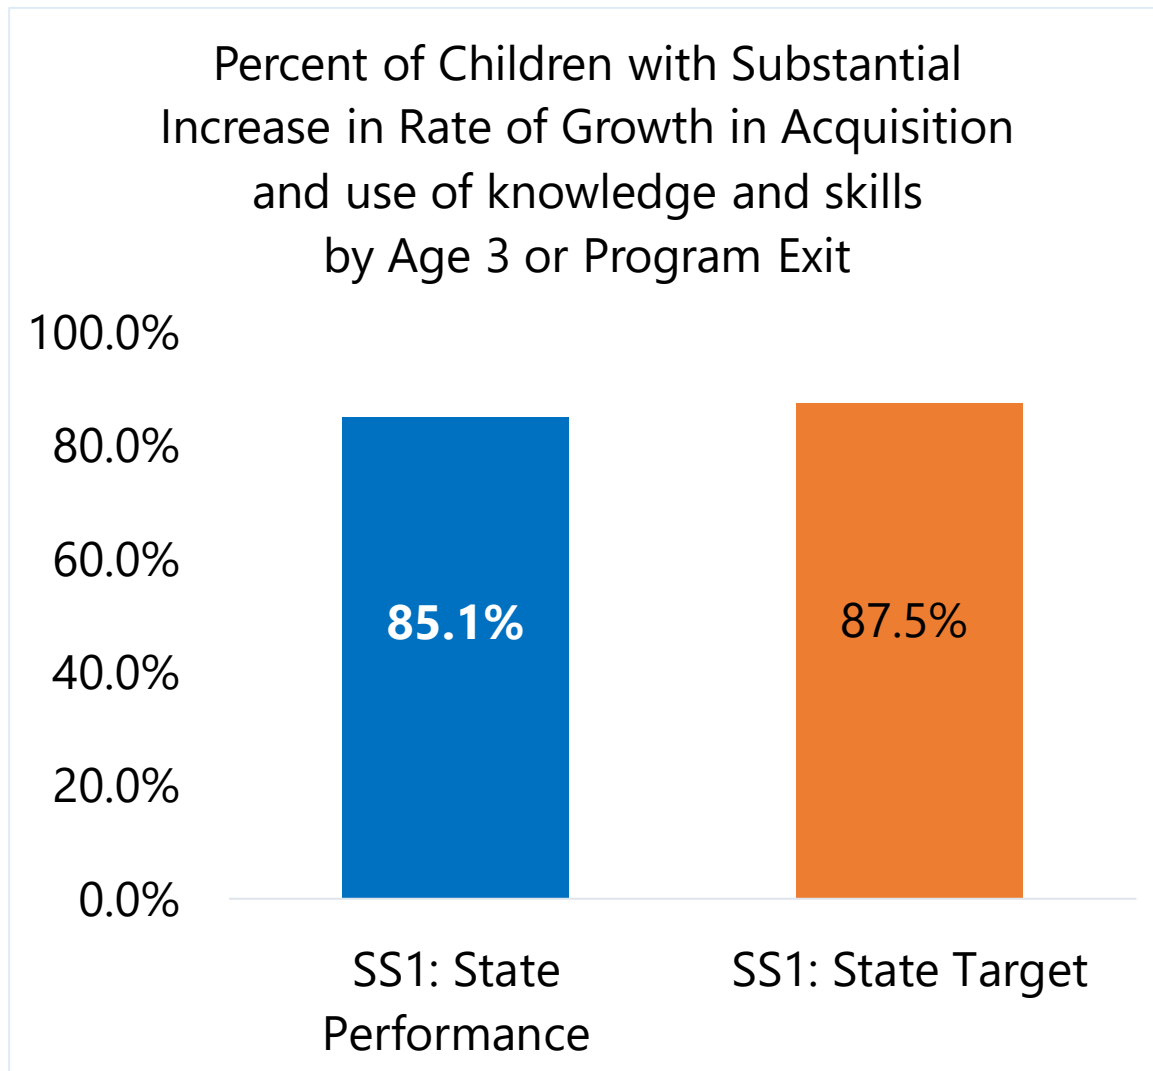 Percent of Children with Substantial
Increase in Rate of Growth in Acquisition
and use of knowledge and skills
by Age 3 or Program Exit
100.0%
80.0%
60.0%
40.0%
20.0%
0.0%
85.1%
87.5%
SS1: State
Performance
SS1: State Target